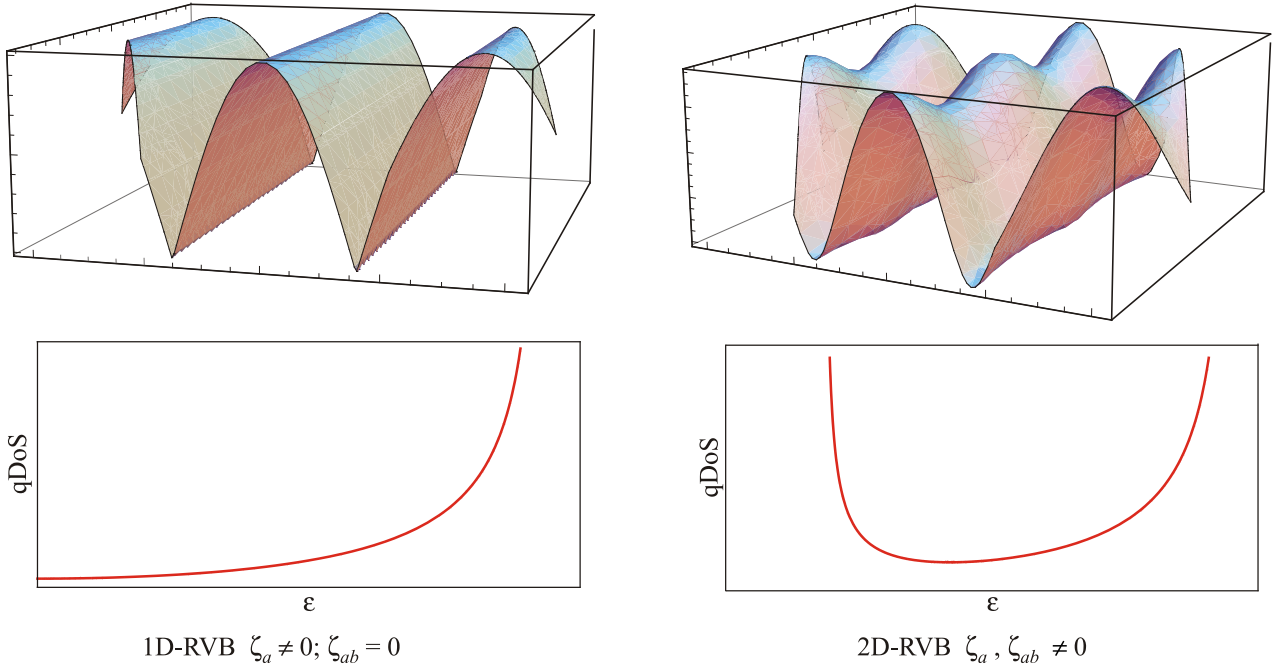 qDoS
ε
1D-RVB ζa ≠ 0; ζab = 0
qDoS
ε
2D-RVB ζa , ζab ≠ 0